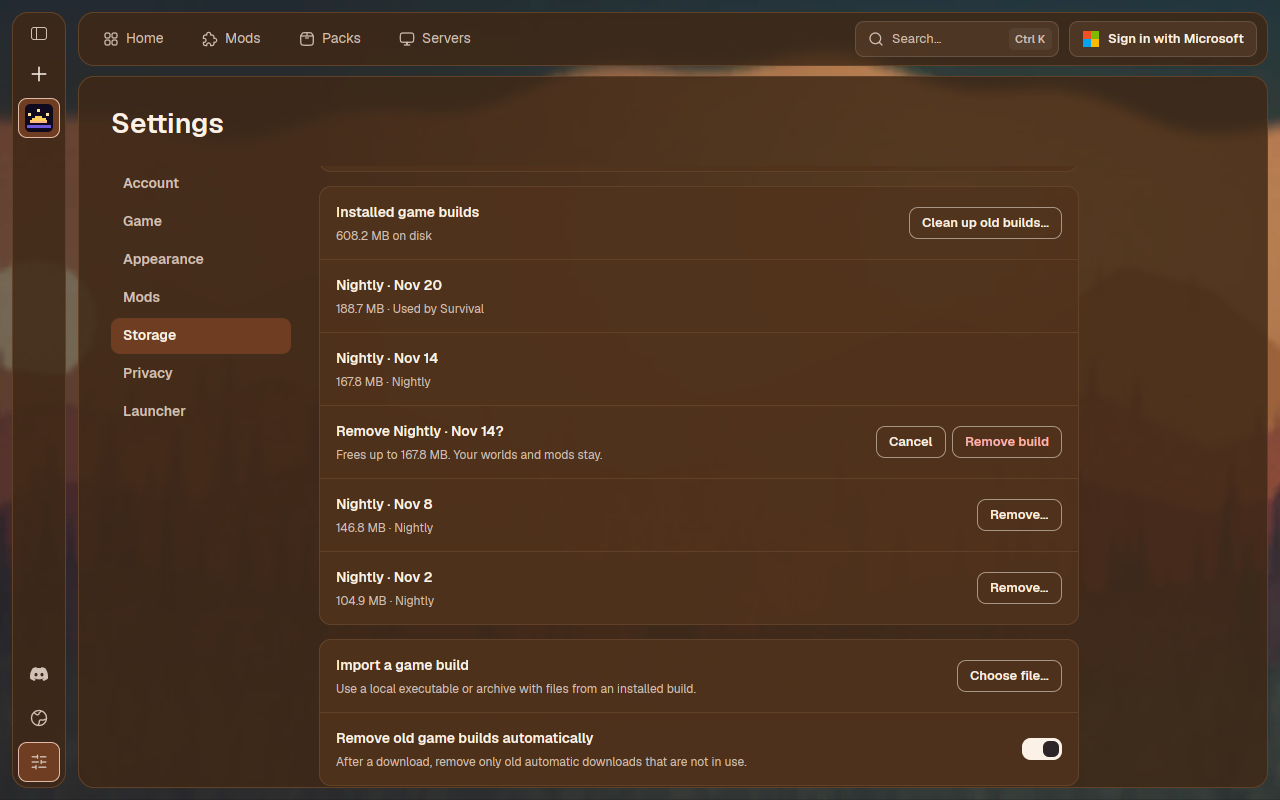 Home
Mods
Packs
Servers
Search...
Ctrl K
Sign in with Microsoft
Settings
Account
Game
Appearance
Mods
Storage
Privacy
Launcher
Installed game builds
608.2 MB on disk
Clean up old builds...
Nightly · Nov 20
188.7 MB · Used by Survival
Nightly · Nov 14
167.8 MB · Nightly
Remove Nightly · Nov 14?
Frees up to 167.8 MB. Your worlds and mods stay.
Cancel
Remove build
Nightly · Nov 8
146.8 MB · Nightly
Remove...
Nightly · Nov 2
104.9 MB · Nightly
Remove...
Import a game build
Use a local executable or archive with files from an installed build.
Choose file...
Remove old game builds automatically
After a download, remove only old automatic downloads that are not in use.